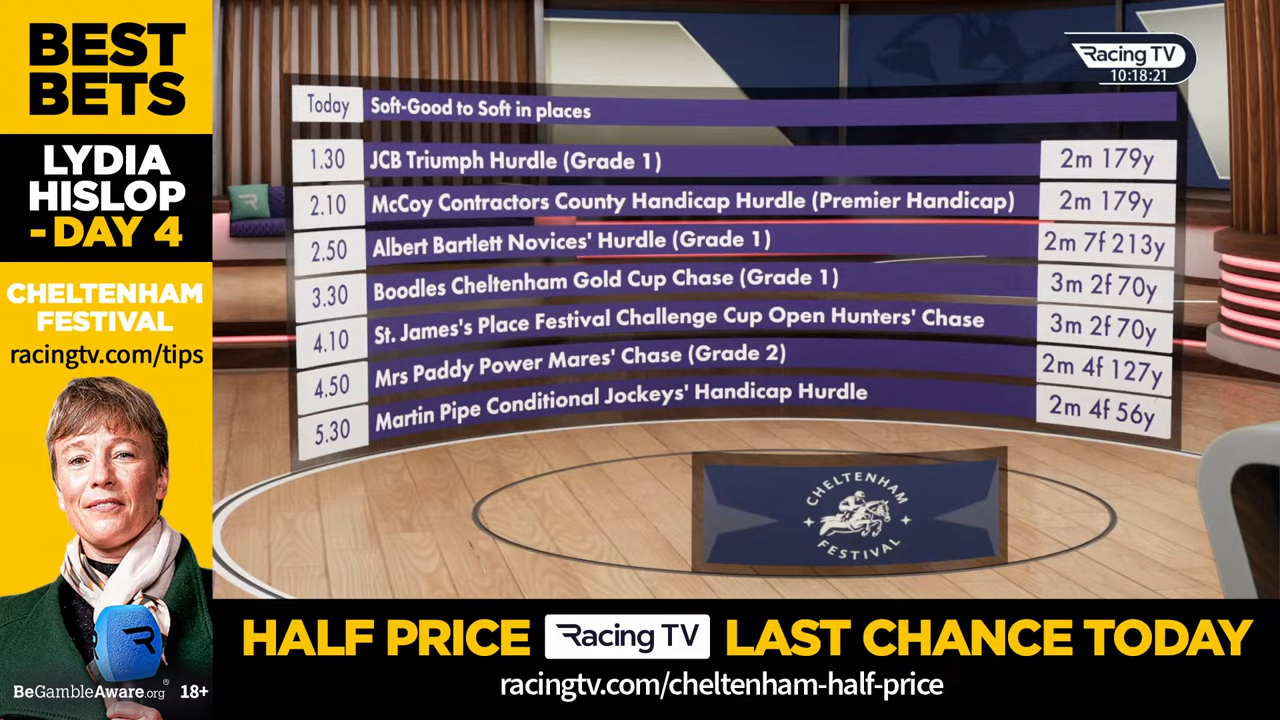 BEST
BETS
LYDIA
HISLOP
- DAY 4
CHELTENHAM
FESTIVAL
racingtv.com/tips
BeGambleAware.org® 18+
Racing TV
10:18:21
Today Soft-Good to Soft in places
1.30 JCB Triumph Hurdle (Grade 1) 2m 179y
2.10 McCoy Contractors County Handicap Hurdle (Premier Handicap) 2m 179y
2.50 Albert Bartlett Novices' Hurdle (Grade 1) 2m 7f 213y
3.30 Boodles Cheltenham Gold Cup Chase (Grade 1) 3m 2f 70y
4.10 St. James's Place Festival Challenge Cup Open Hunters' Chase 3m 2f 70y
4.50 Mrs Paddy Power Mares' Chase (Grade 2) 2m 4f 127y
5.30 Martin Pipe Conditional Jockeys' Handicap Hurdle 2m 4f 56y
CHELTENHAM
FESTIVAL
HALF PRICE Racing TV LAST CHANCE TODAY
racingtv.com/cheltenham-half-price